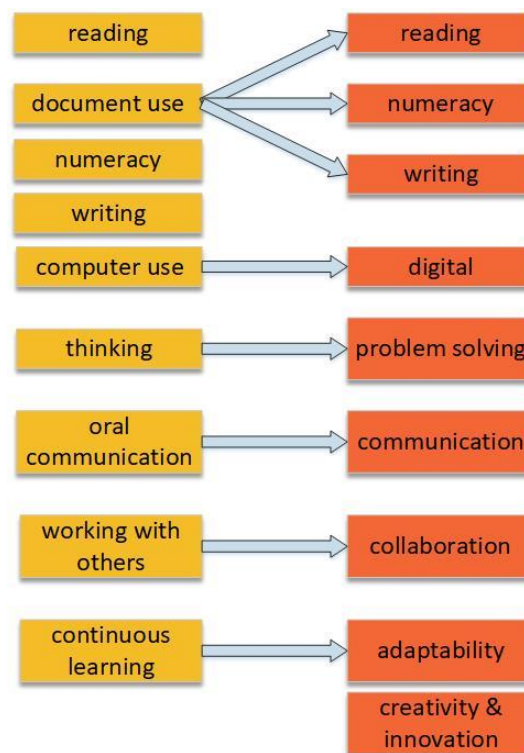 reading
reading
document use
numeracy
numeracy
writing
writing
computer use
digital
thinking
problem solving
oral
communication
communication
working with
others
collaboration
continuous
learning
adaptability
creativity &
innovation